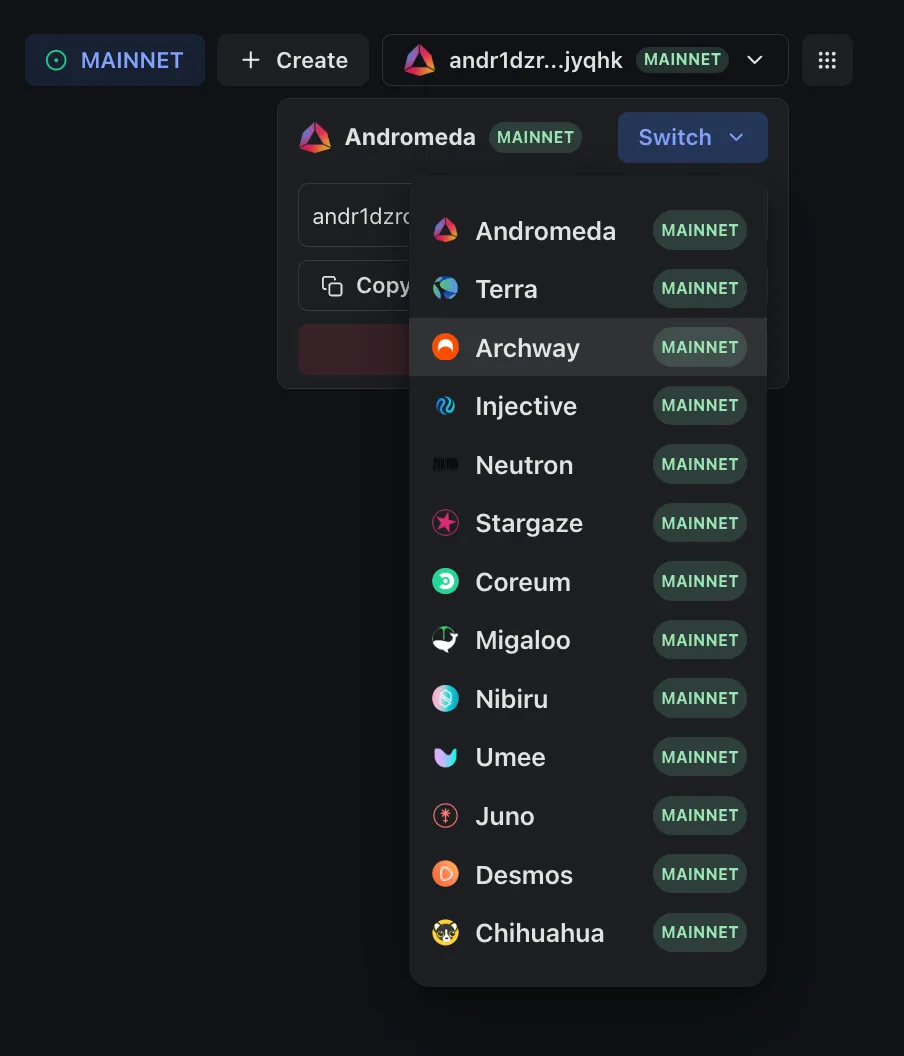 MAINNET + Create andr1dzr...jyqhk MAINNET
Andromeda MAINNET Switch
andr1dzr
Copy
Andromeda MAINNET
Terra MAINNET
Archway MAINNET
Injective MAINNET
Neutron MAINNET
Stargaze MAINNET
Coreum MAINNET
Migaloo MAINNET
Nibiru MAINNET
Umee MAINNET
Juno MAINNET
Desmos MAINNET
Chihuahua MAINNET